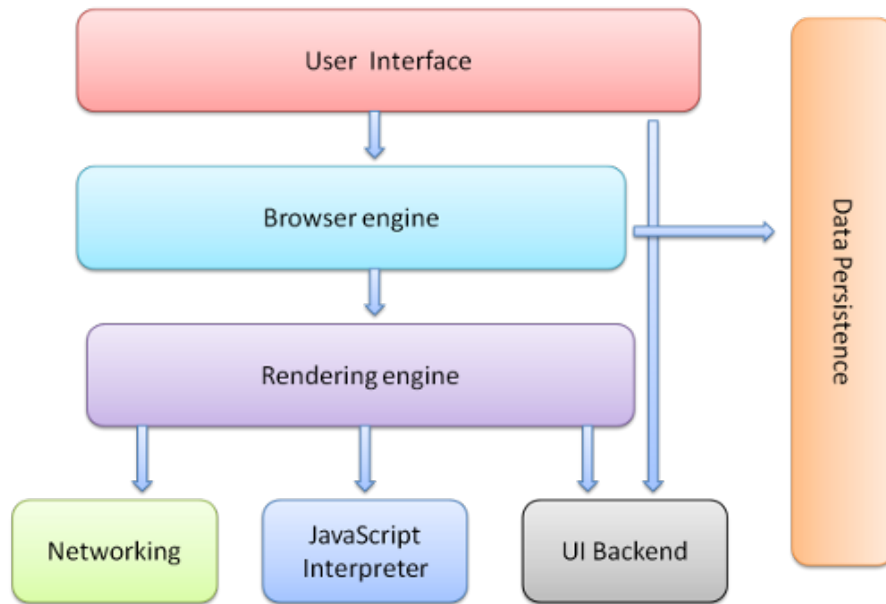 User Interface
Browser engine
Rendering engine
Networking
JavaScript
Interpreter
UI Backend
Data Persistence